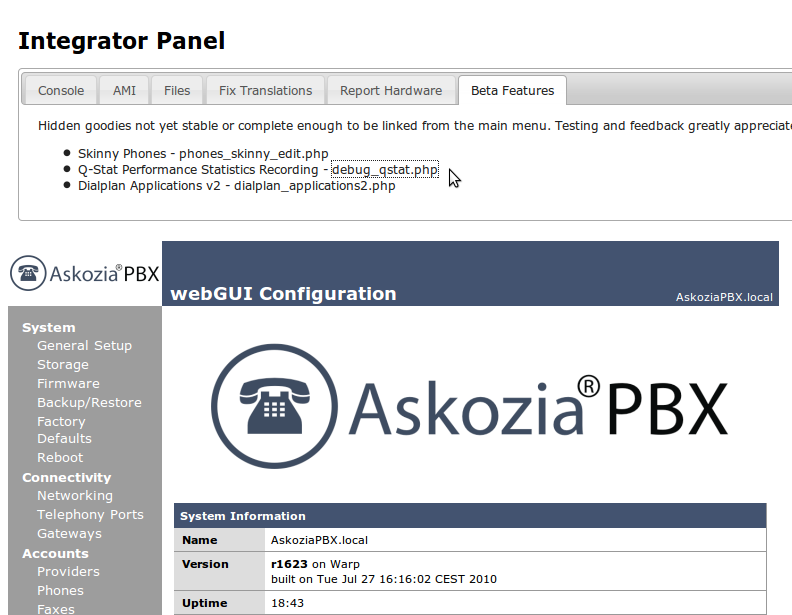 Integrator Panel
Console AMI Files Fix Translations Report Hardware Beta Features
Hidden goodies not yet stable or complete enough to be linked from the main menu. Testing and feedback greatly
Skinny Phones - phones_skinny_edit.php
Q-Stat Performance Statistics Recording - debug_qstat.php
Dialplan Applications v2 - dialplan_applications2.php
Askozia®PBX
webGUI Configuration
AskoziaPBX.local
System
General Setup
Storage
Firmware
Backup/Restore
Factory
Defaults
Reboot
Connectivity
Networking
Telephony Ports
Gateways
Accounts
Providers
Phones
Faxes
Askozia®PBX
System Information
Name AskoziaPBX.local
Version r1623 on Warp
built on Tue Jul 27 16:16:02 CEST 2010
Uptime 18:43